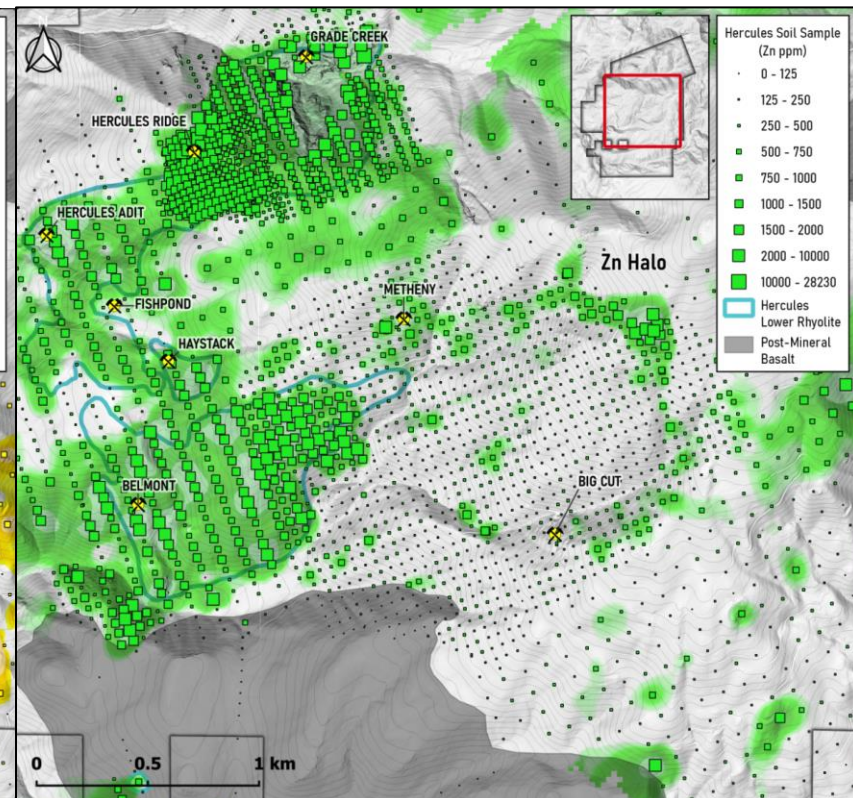 GRADE CREEK
HERCULES RIDGE
HERCULES ADIT
FISHPOND
HAYSTACK
METHENY
Zn Halo
BELMONT
BIG CUT
0 0.5 1 km
Hercules Soil Sample
(Zn ppm)
0 - 125
125 - 250
250 - 500
500 - 750
750 - 1000
1000 - 1500
1500 - 2000
2000 - 10000
10000 - 28230
Hercules
Lower Rhyolite
Post-Mineral
Basalt